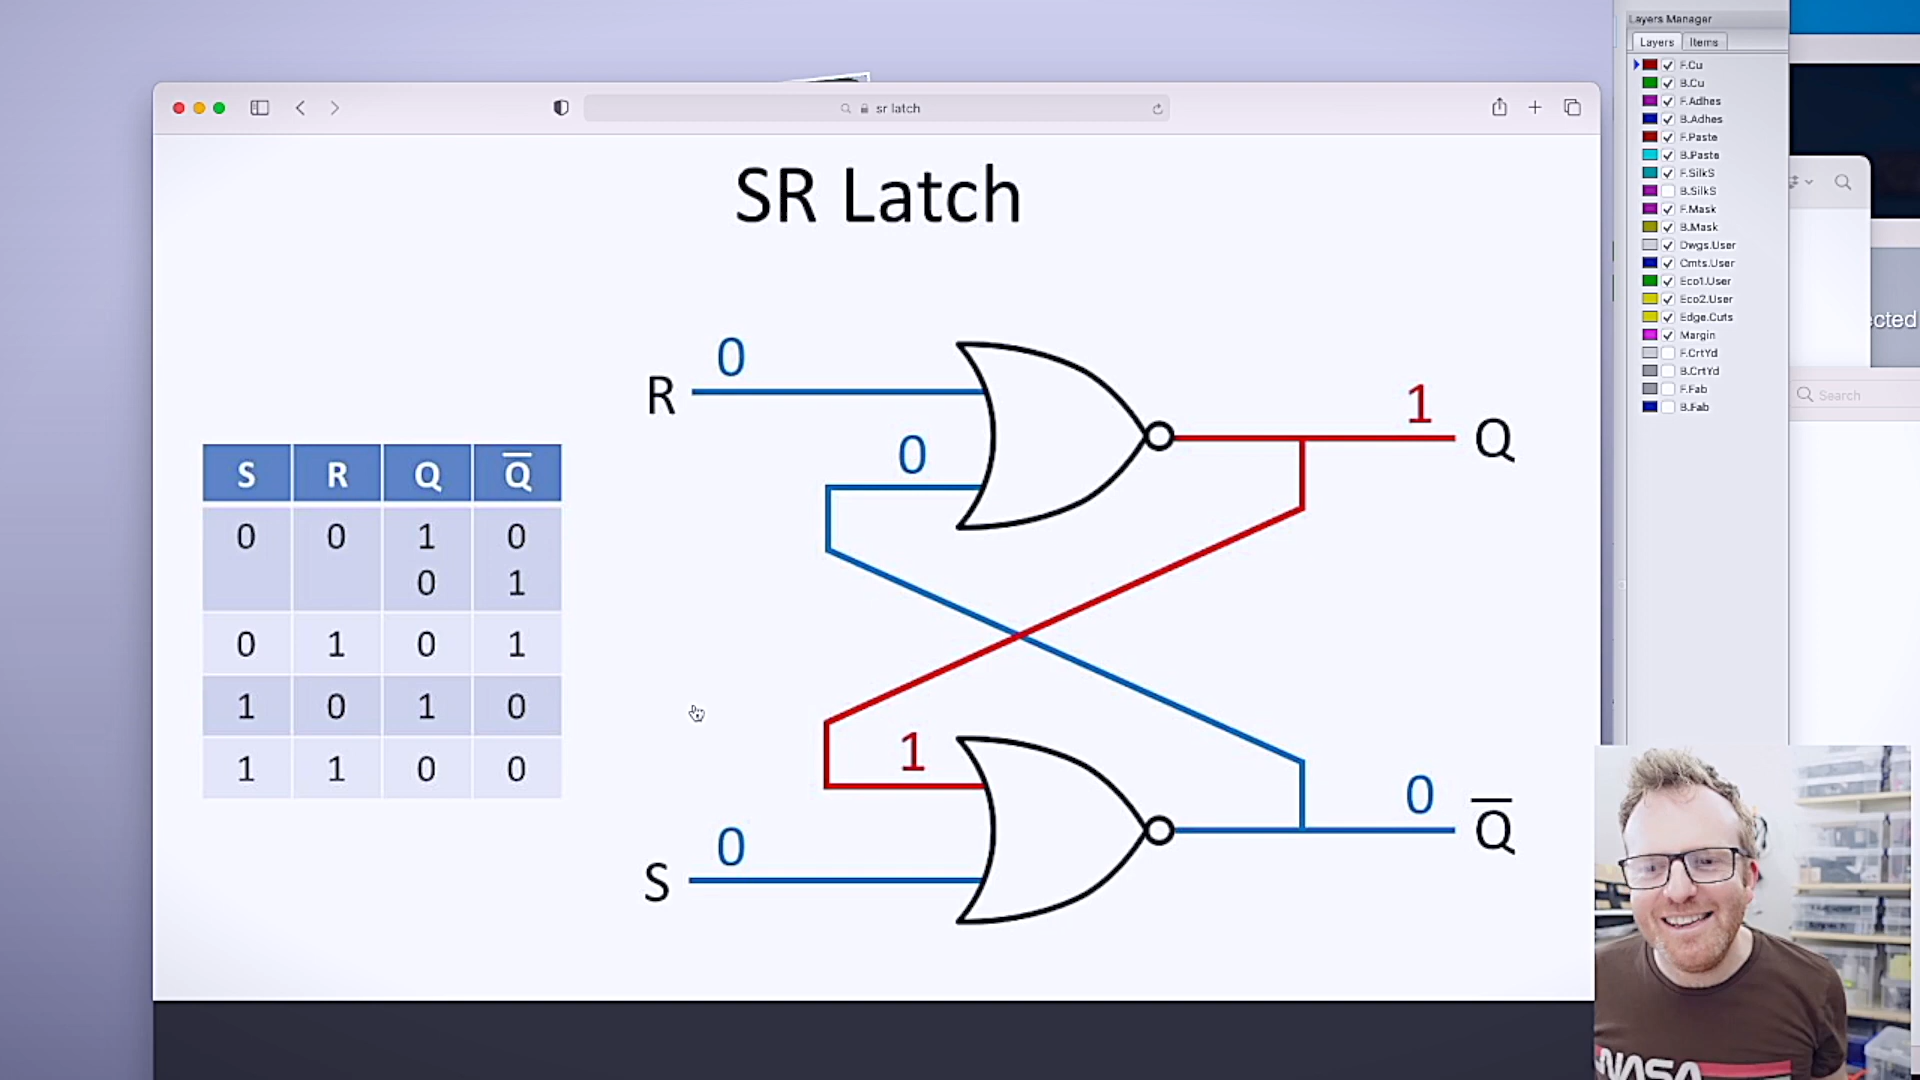 Layers Manager
Layers Items
F.Cu
B.Cu
F.Adhes
B.Adhes
F.Paste
B.Paste
F.SilkS
B.SilkS
F.Mask
B.Mask
Dwgs.User
Cmts.User
Eco1.User
Eco2.User
Edge.Cuts
Margin
F.CrtYd
B.CrtYd
F.Fab
B.Fab
sr latch
SR Latch
R 0
0
1 Q
1
S 0
0 Q
S R Q Q
0 0 1 0
0 1
0 1 0 1
1 0 1 0
1 1 0 0
ected
Search
NASA